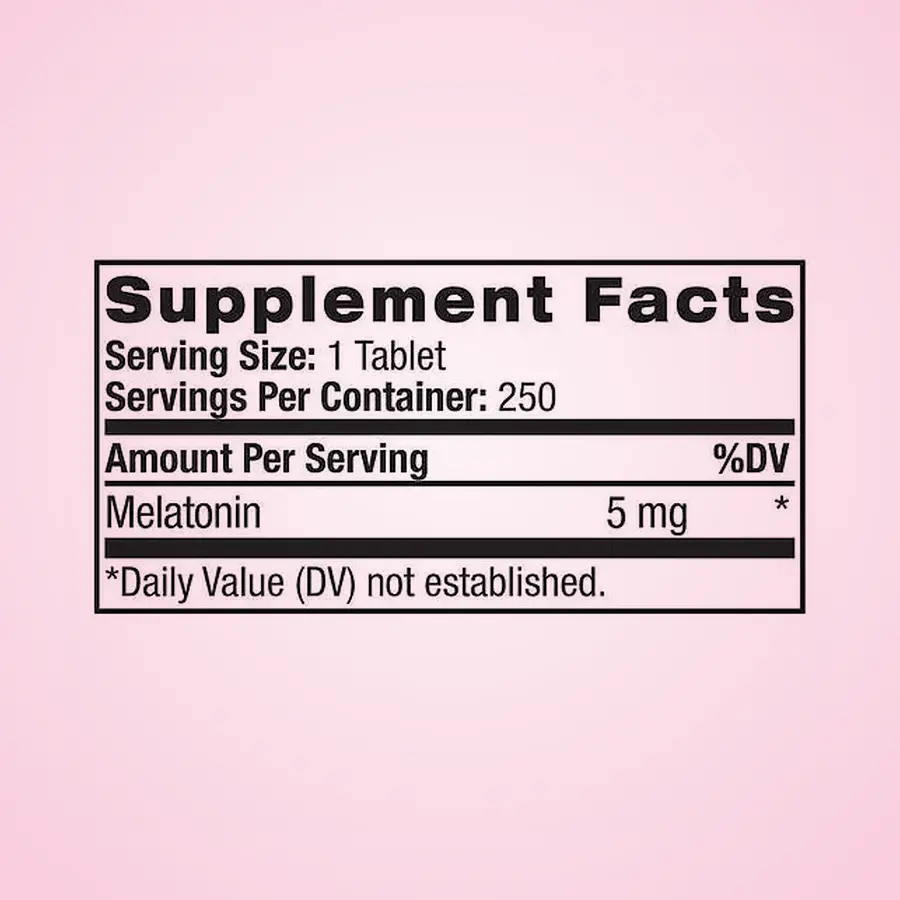 Supplement Facts
Serving Size: 1 Tablet
Servings Per Container: 250
Amount Per Serving %DV
Melatonin 5 mg *
*Daily Value (DV) not established.